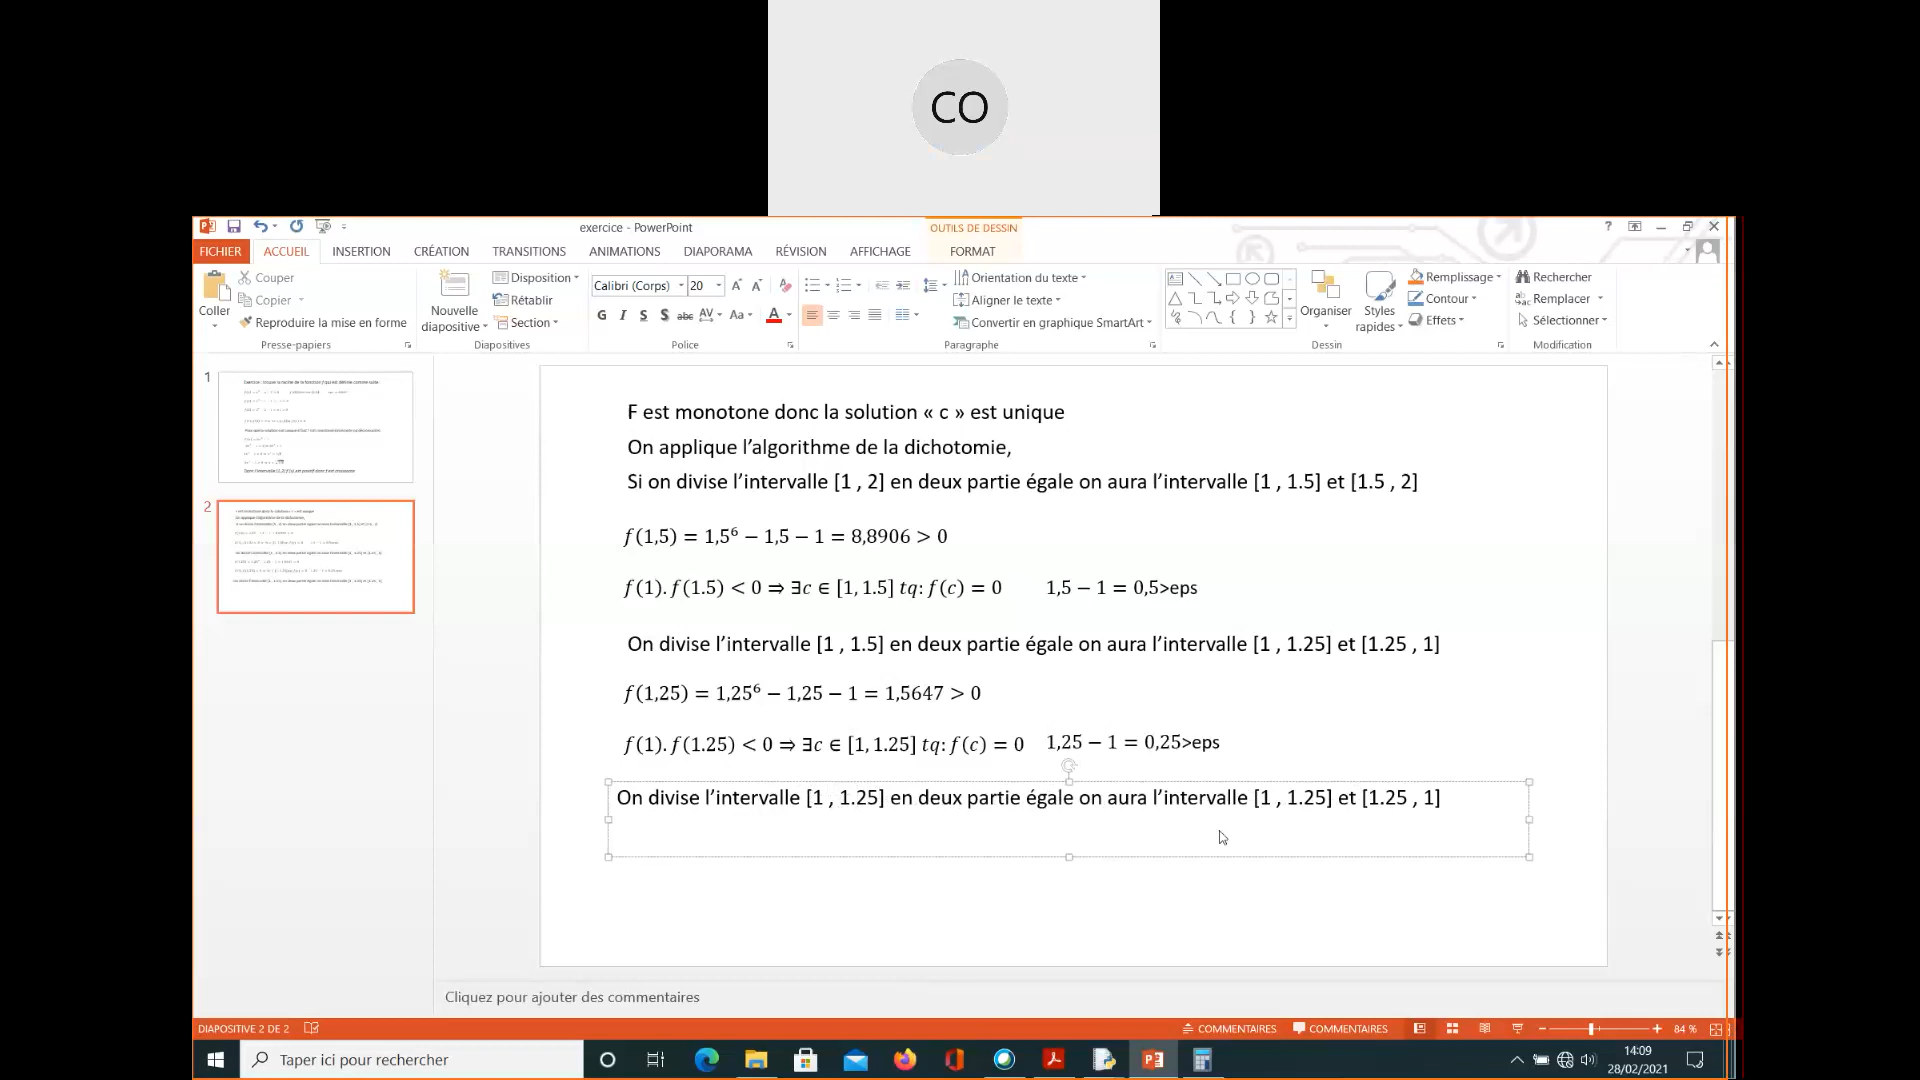 CO
exercice - PowerPoint
OUTILS DE DESSIN
?
FICHIER ACCUEIL INSERTION CRÉATION TRANSITIONS ANIMATIONS DIAPORAMA RÉVISION AFFICHAGE FORMAT
Coller
Couper
Copier
Reproduire la mise en forme
Presse-papiers
Nouvelle
diapositive
Disposition
Rétablir
Section
Diapositives
Calibri (Corps) 20
G I S S abc AV Aa A
Police
Orientation du texte
Aligner le texte
Convertir en graphique SmartArt
Paragraphe
Organiser
Styles
rapides
Remplissage
Contour
Effets
Dessin
Rechercher
Remplacer
Sélectionner
Modification
1
2
F est monotone donc la solution « c » est unique
On applique l’algorithme de la dichotomie,
Si on divise l’intervalle [1 , 2] en deux partie égale on aura l’intervalle [1 , 1.5] et [1.5 , 2]
f(1,5) = 1,5⁶ − 1,5 − 1 = 8,8906 > 0
f(1). f(1.5) < 0 ⇒ ∃c ∈ [1, 1.5] tq: f(c) = 0 1,5 − 1 = 0,5>eps
On divise l’intervalle [1 , 1.5] en deux partie égale on aura l’intervalle [1 , 1.25] et [1.25 , 1]
f(1,25) = 1,25⁶ − 1,25 − 1 = 1,5647 > 0
f(1). f(1.25) < 0 ⇒ ∃c ∈ [1, 1.25] tq: f(c) = 0 1,25 − 1 = 0,25>eps
On divise l’intervalle [1 , 1.25] en deux partie égale on aura l’intervalle [1 , 1.25] et [1.25 , 1]
Cliquez pour ajouter des commentaires
DIAPOSITIVE 2 DE 2 COMMENTAIRES COMMENTAIRES 84 %
Taper ici pour rechercher
14:09
28/02/2021